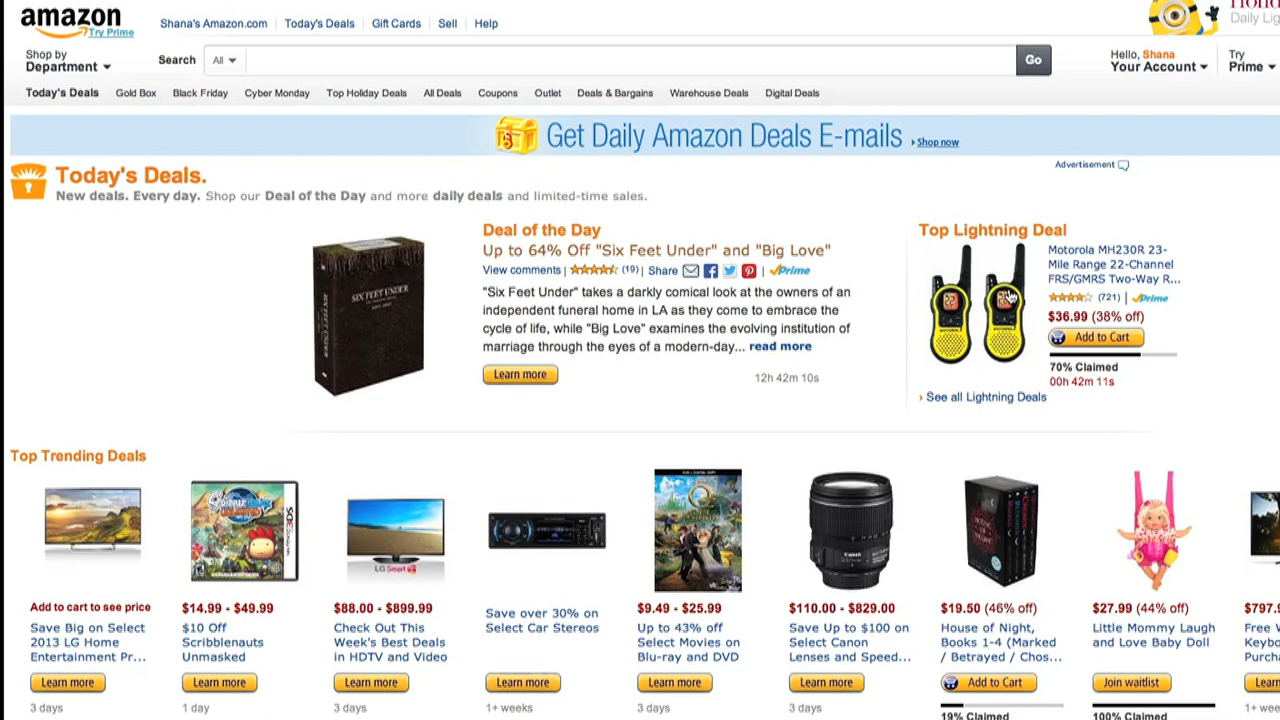 amazon
Try Prime
Shana's Amazon.com Today's Deals Gift Cards Sell Help
Daily Lig
Shop by
Department
Search All Go
Hello, Shana
Your Account
Try
Prime
Today's Deals Gold Box Black Friday Cyber Monday Top Holiday Deals All Deals Coupons Outlet Deals & Bargains Warehouse Deals Digital Deals
Get Daily Amazon Deals E-mails › Shop now
Advertisement
Today's Deals.
New deals. Every day. Shop our Deal of the Day and more daily deals and limited-time sales.
SIX FEET UNDER
Deal of the Day
Up to 64% Off "Six Feet Under" and "Big Love"
View comments | (19) | Share | Prime
"Six Feet Under" takes a darkly comical look at the owners of an
independent funeral home in LA as they come to embrace the
cycle of life, while "Big Love" examines the evolving institution of
marriage through the eyes of a modern-day... read more
Learn more
12h 42m 10s
Top Lightning Deal
Motorola MH230R 23-
Mile Range 22-Channel
FRS/GMRS Two-Way R...
(721) | Prime
$36.99 (38% off)
Add to Cart
70% Claimed
00h 42m 11s
› See all Lightning Deals
Top Trending Deals
LG Smart
Canon
Add to cart to see price
Save Big on Select
2013 LG Home
Entertainment Pr...
Learn more
3 days
$14.99 - $49.99
$10 Off
Scribblenauts
Unmasked
Learn more
1 day
$88.00 - $899.99
Check Out This
Week's Best Deals
in HDTV and Video
Learn more
3 days
Save over 30% on
Select Car Stereos
Learn more
1+ weeks
$9.49 - $25.99
Up to 43% off
Select Movies on
Blu-ray and DVD
Learn more
3 days
$110.00 - $829.00
Save Up to $100 on
Select Canon
Lenses and Speed...
Learn more
3 days
$19.50 (46% off)
House of Night,
Books 1-4 (Marked
/ Betrayed / Chos...
Add to Cart
19% Claimed
$27.99 (44% off)
Little Mommy Laugh
and Love Baby Doll
Join waitlist
100% Claimed
$797.9
Free W
Keybo
Purcha
Learn
1+ wee